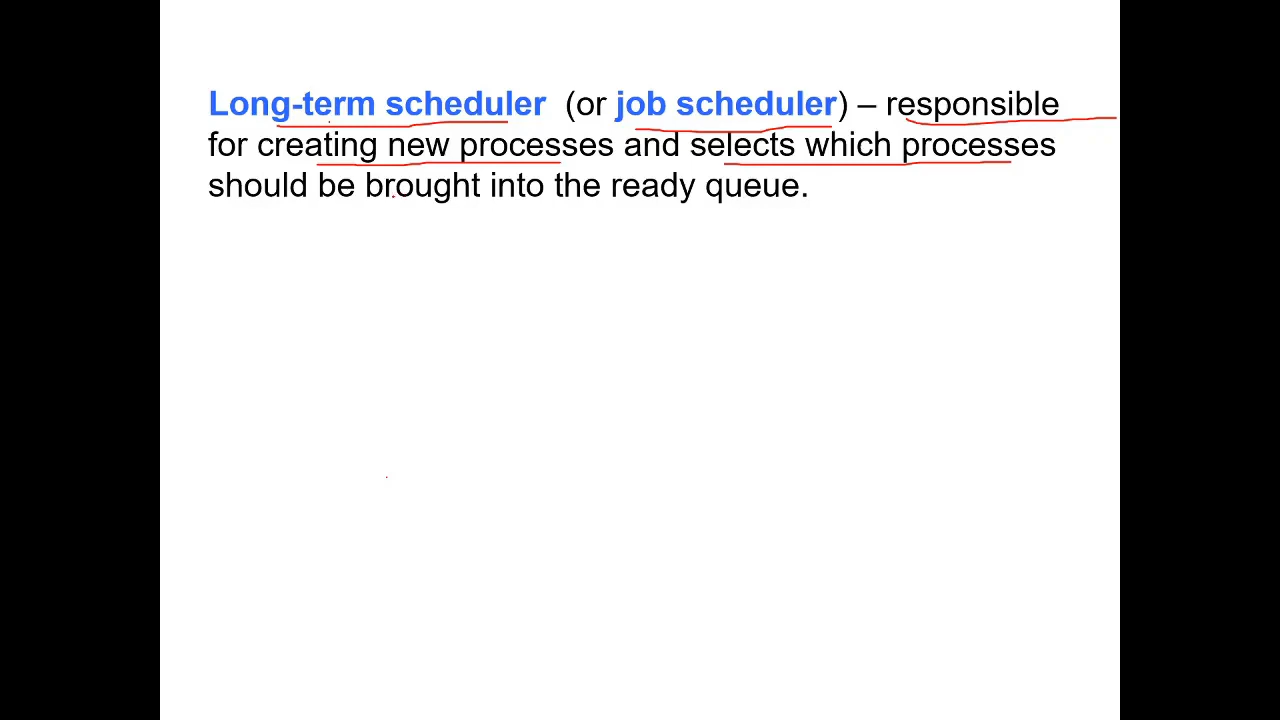 Long-term scheduler (or job scheduler) – responsible
for creating new processes and selects which processes
should be brought into the ready queue.